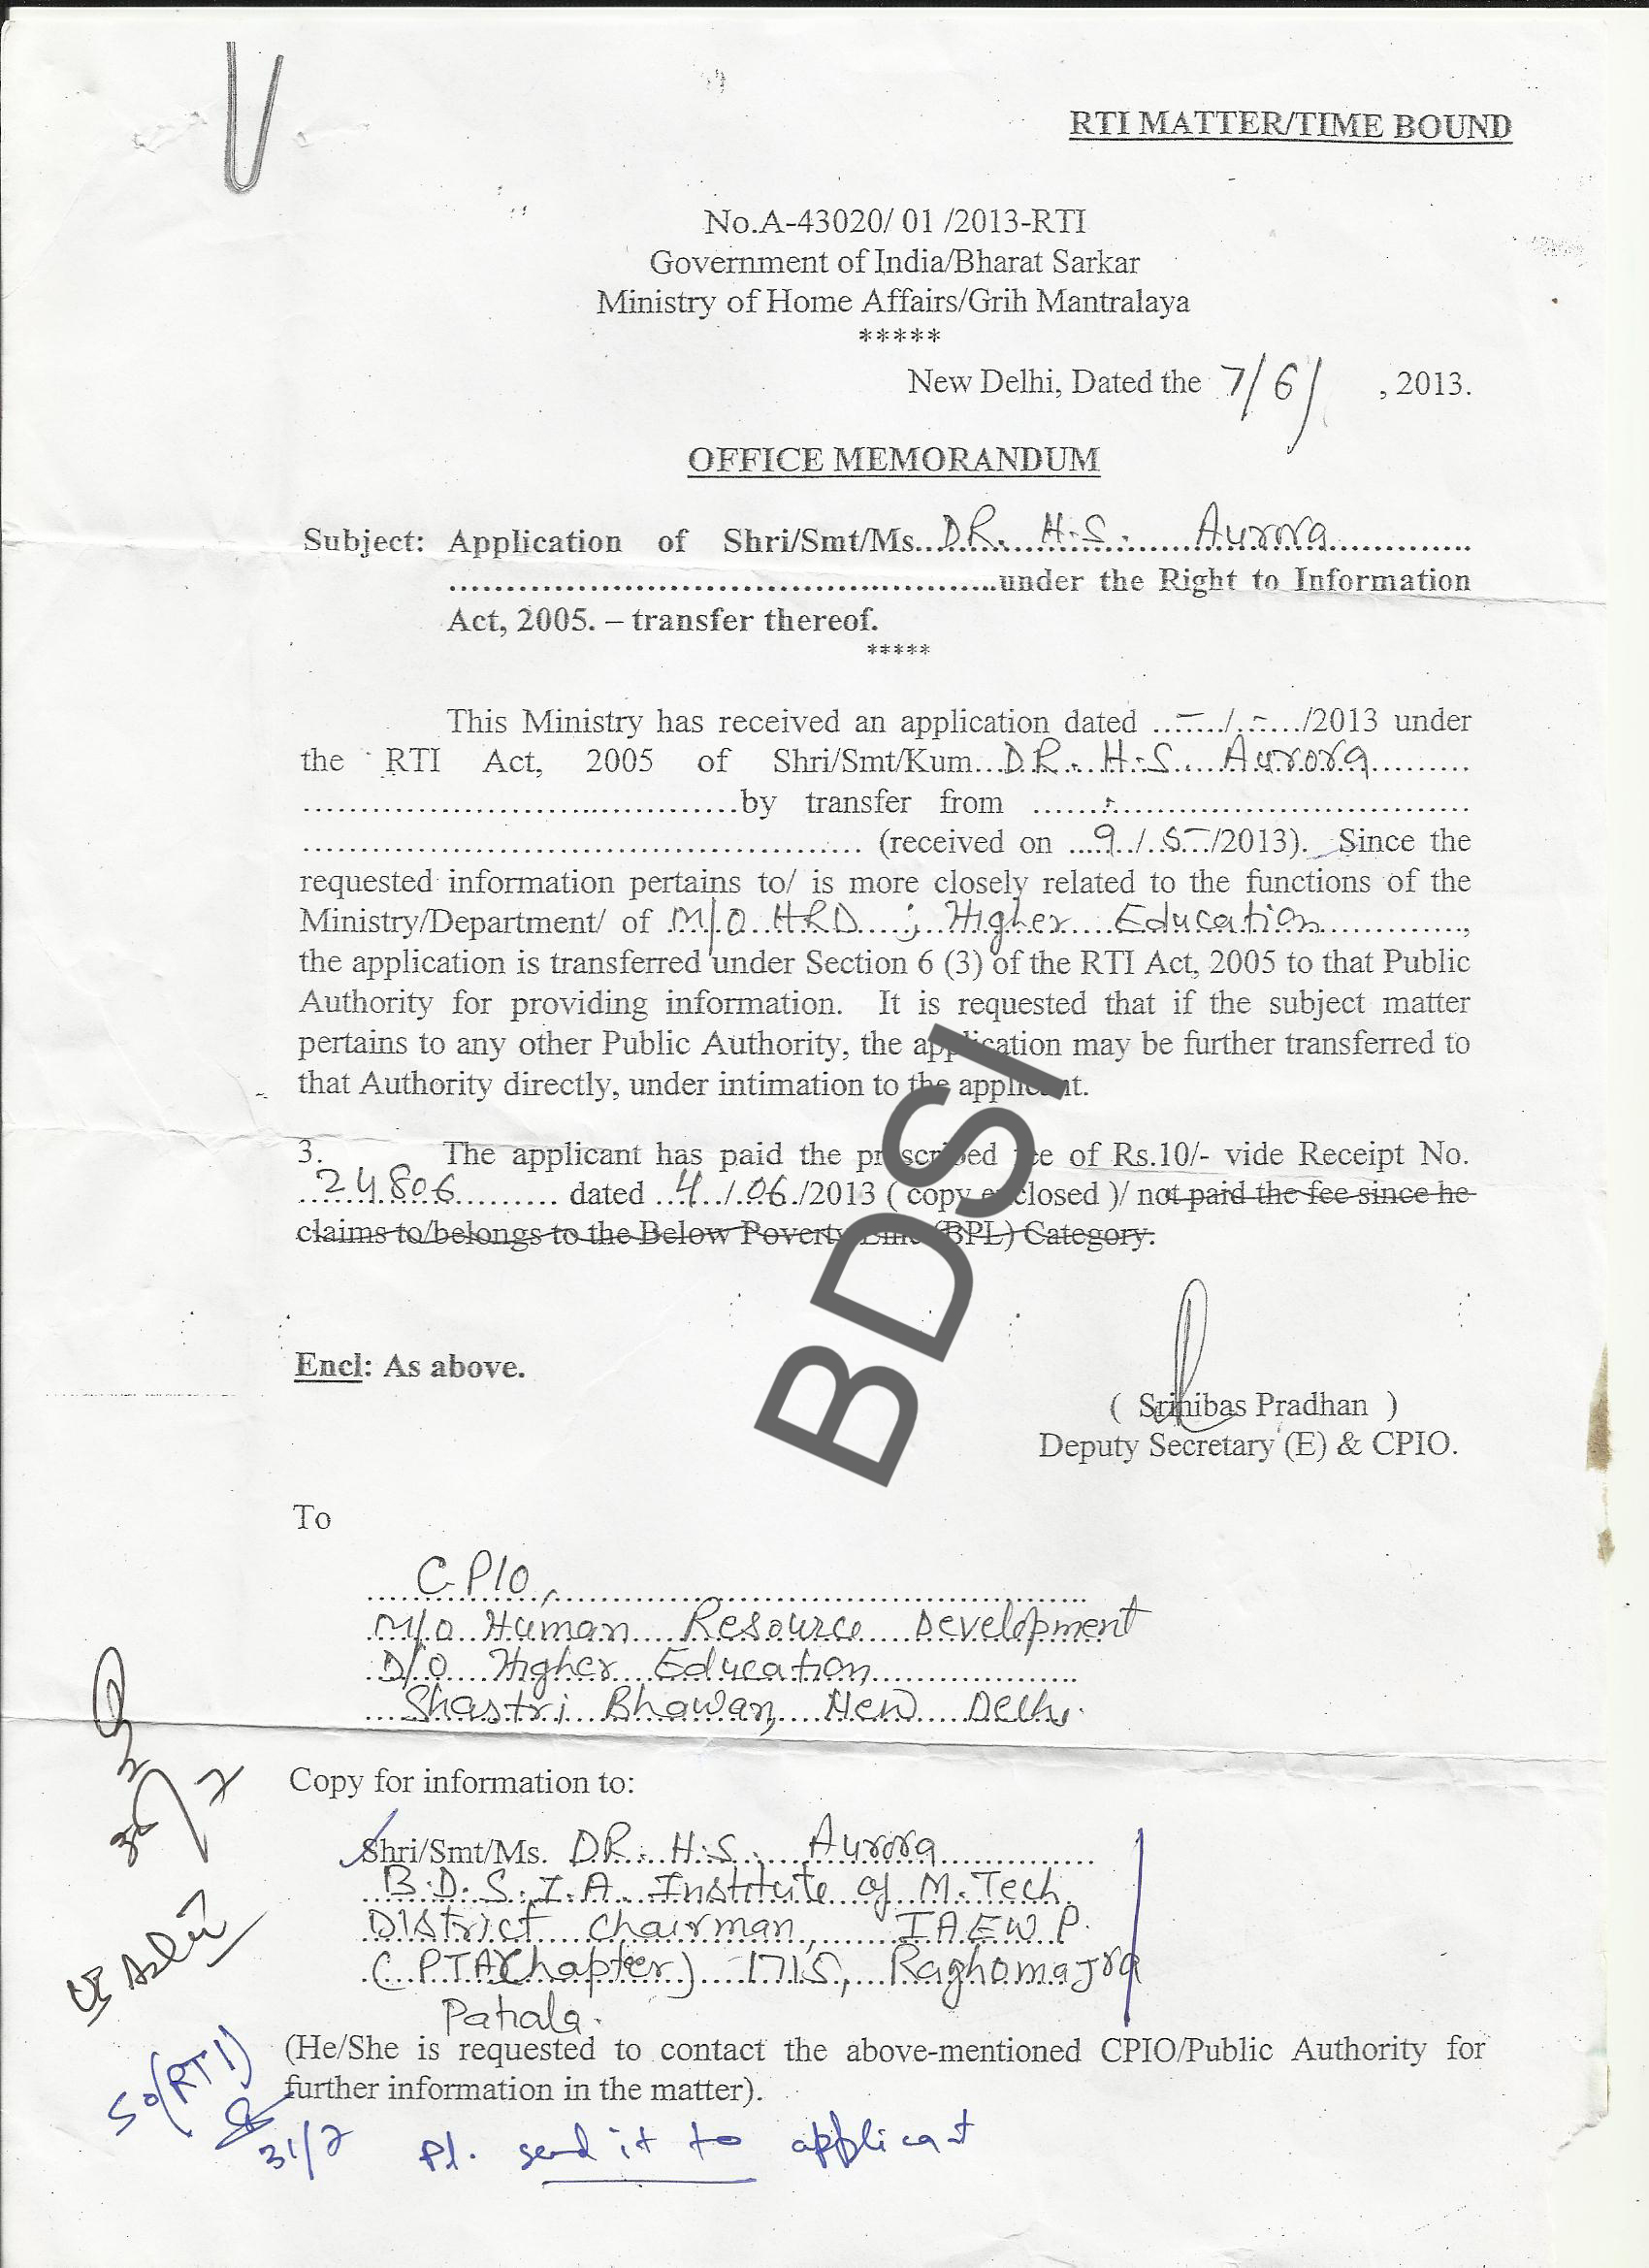 RTI MATTER/TIME BOUND
No.A-43020/ 01 /2013-RTI
Government of India/Bharat Sarkar
Ministry of Home Affairs/Grih Mantralaya
*****
New Delhi, Dated the 7/6/ , 2013.
OFFICE MEMORANDUM
Subject: Application of Shri/Smt/Ms. DR. H.S. Aurora
under the Right to Information
Act, 2005. – transfer thereof.
*****
This Ministry has received an application dated ...–.../...–.../2013 under
the RTI Act, 2005 of Shri/Smt/Kum DR. H.S. Aurora
by transfer from
(received on 9/5/2013). Since the
requested information pertains to/ is more closely related to the functions of the
Ministry/Department/ of M/O HRD ; Higher Education,
the application is transferred under Section 6 (3) of the RTI Act, 2005 to that Public
Authority for providing information. It is requested that if the subject matter
pertains to any other Public Authority, the application may be further transferred to
that Authority directly, under intimation to the applicant.
3. The applicant has paid the prescribed fee of Rs.10/- vide Receipt No.
24806 dated 4/06/2013 ( copy enclosed )/ not paid the fee since he
claims to/belongs to the Below Poverty Line (BPL) Category.
BDSI
Encl: As above.
( Srinibas Pradhan )
Deputy Secretary (E) & CPIO.
To
CPIO,
M/o Human Resource Development
D/o Higher Education
Shastri Bhawan, New Delhi.
Copy for information to:
Shri/Smt/Ms. DR. H.S. Aurora
B.D.S.I.A. Institute of M.Tech.
District Chairman, IAEWP.
(PTA Chapter) 1715, Raghomajra
Patiala.
(He/She is requested to contact the above-mentioned CPIO/Public Authority for
further information in the matter).
SO(RTI)
31/7
Pl. send it to applicant